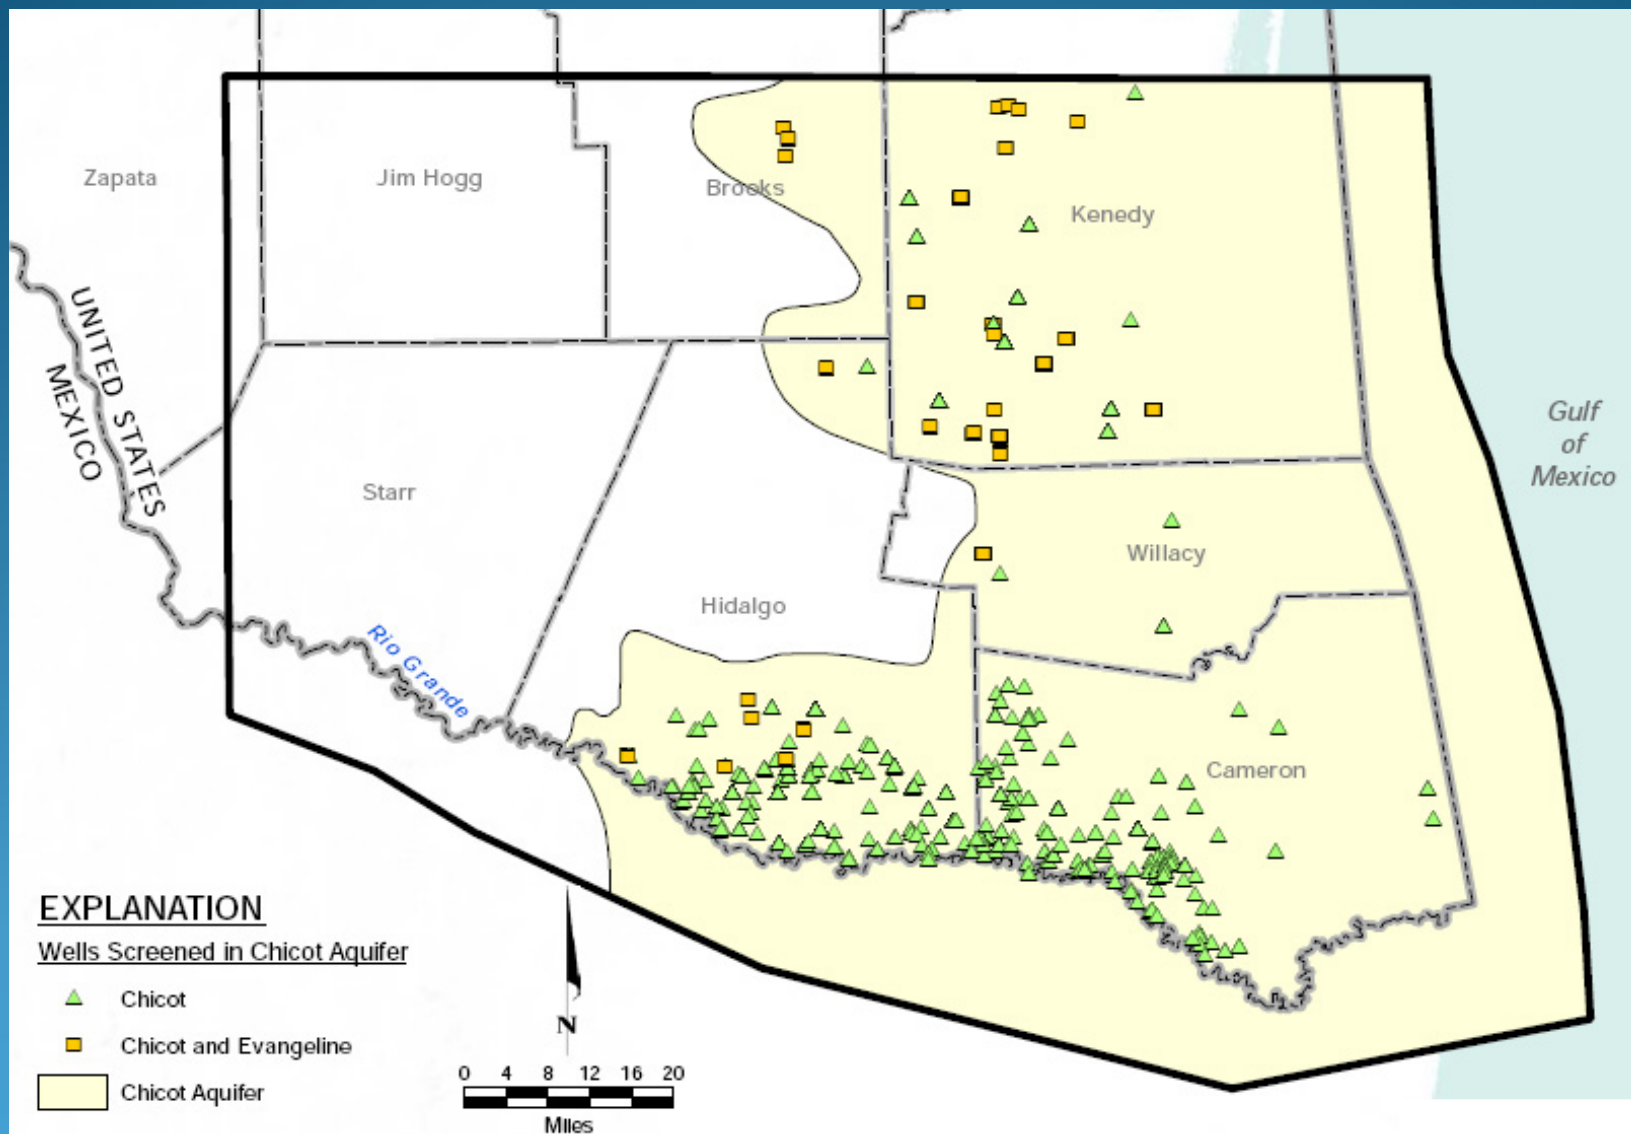 Zapata
Jim Hogg
Brooks
Kenedy
UNITED STATES
MEXICO
Gulf
of
Mexico
Starr
Willacy
Hidalgo
Rio Grande
Cameron
EXPLANATION
Wells Screened in Chicot Aquifer
Chicot
Chicot and Evangeline
Chicot Aquifer
N
0 4 8 12 16 20
Miles